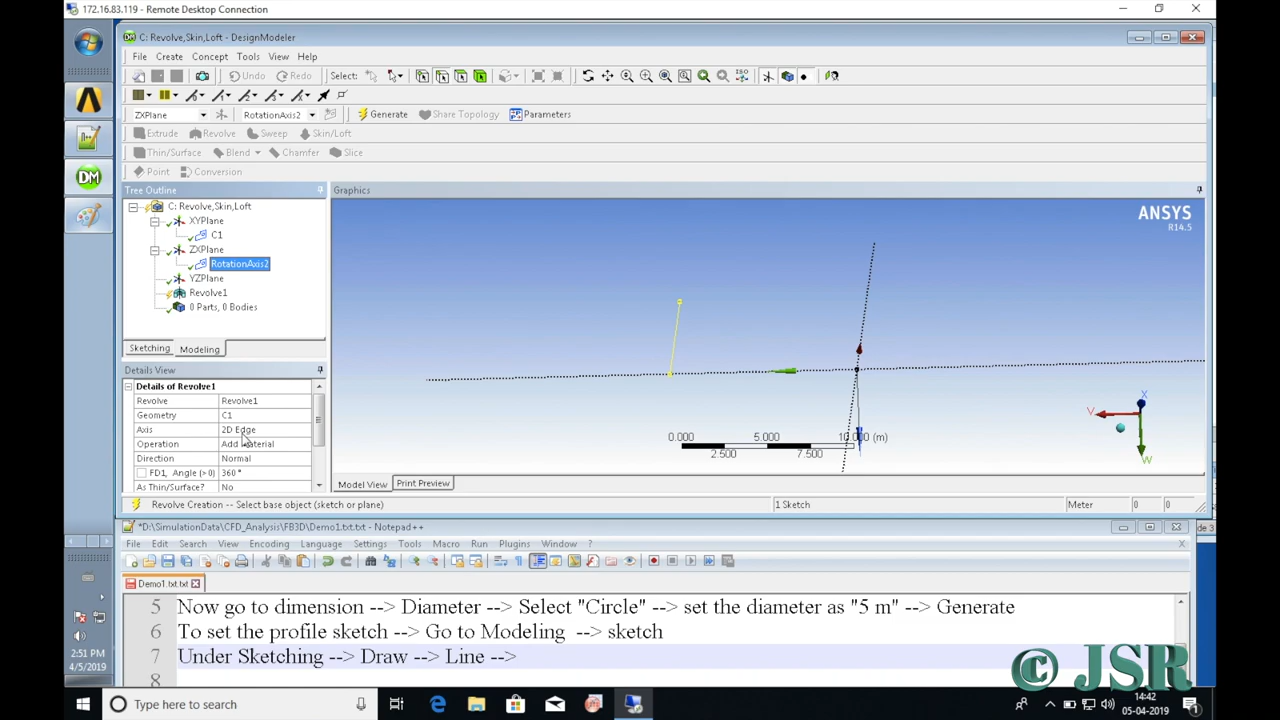 172.16.83.119 - Remote Desktop Connection
C: Revolve,Skin,Loft - DesignModeler
File Create Concept Tools View Help
Undo Redo Select:
ZXPlane RotationAxis2 Generate Share Topology Parameters
Extrude Revolve Sweep Skin/Loft
Thin/Surface Blend Chamfer Slice
Point Conversion
Tree Outline Graphics
C: Revolve,Skin,Loft
XYPlane
C1
ZXPlane
RotationAxis2
YZPlane
Revolve1
0 Parts, 0 Bodies
Sketching Modeling
ANSYS
R14.5
Details View
Details of Revolve1
Revolve Revolve1
Geometry C1
Axis 2D Edge
Operation Add Material
Direction Normal
FD1, Angle (>0) 360 °
As Thin/Surface? No
0.000 5.000 10.000 (m)
2.500 7.500
X
V
W
Model View Print Preview
Revolve Creation -- Select base object (sketch or plane) 1 Sketch Meter 0 0
*D:\SimulationData\CFD_Analysis\FB3D\Demo1.txt.txt - Notepad++
File Edit Search View Encoding Language Settings Tools Macro Run Plugins Window ? X
Demo1.txt.txt
5 Now go to dimension --> Diameter --> Select "Circle" --> set the diameter as "5 m" --> Generate
6 To set the profile sketch --> Go to Modeling --> sketch
7 Under Sketching --> Draw --> Line -->
8
2:51 PM
4/5/2019
© JSR
Type here to search
14:42
05-04-2019